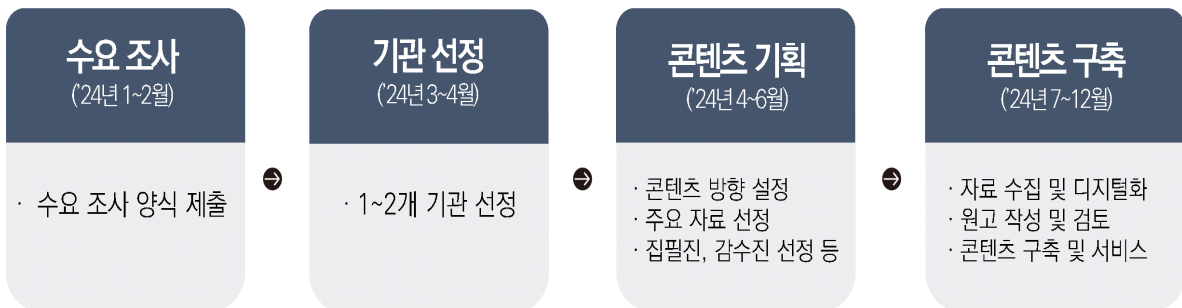 수요 조사
('24년 1~2월)
· 수요 조사 양식 제출
기관 선정
('24년 3~4월)
· 1~2개 기관 선정
콘텐츠 기획
('24년 4~6월)
· 콘텐츠 방향 설정
· 주요 자료 선정
· 집필진, 감수진 선정 등
콘텐츠 구축
('24년 7~12월)
· 자료 수집 및 디지털화
· 원고 작성 및 검토
· 콘텐츠 구축 및 서비스